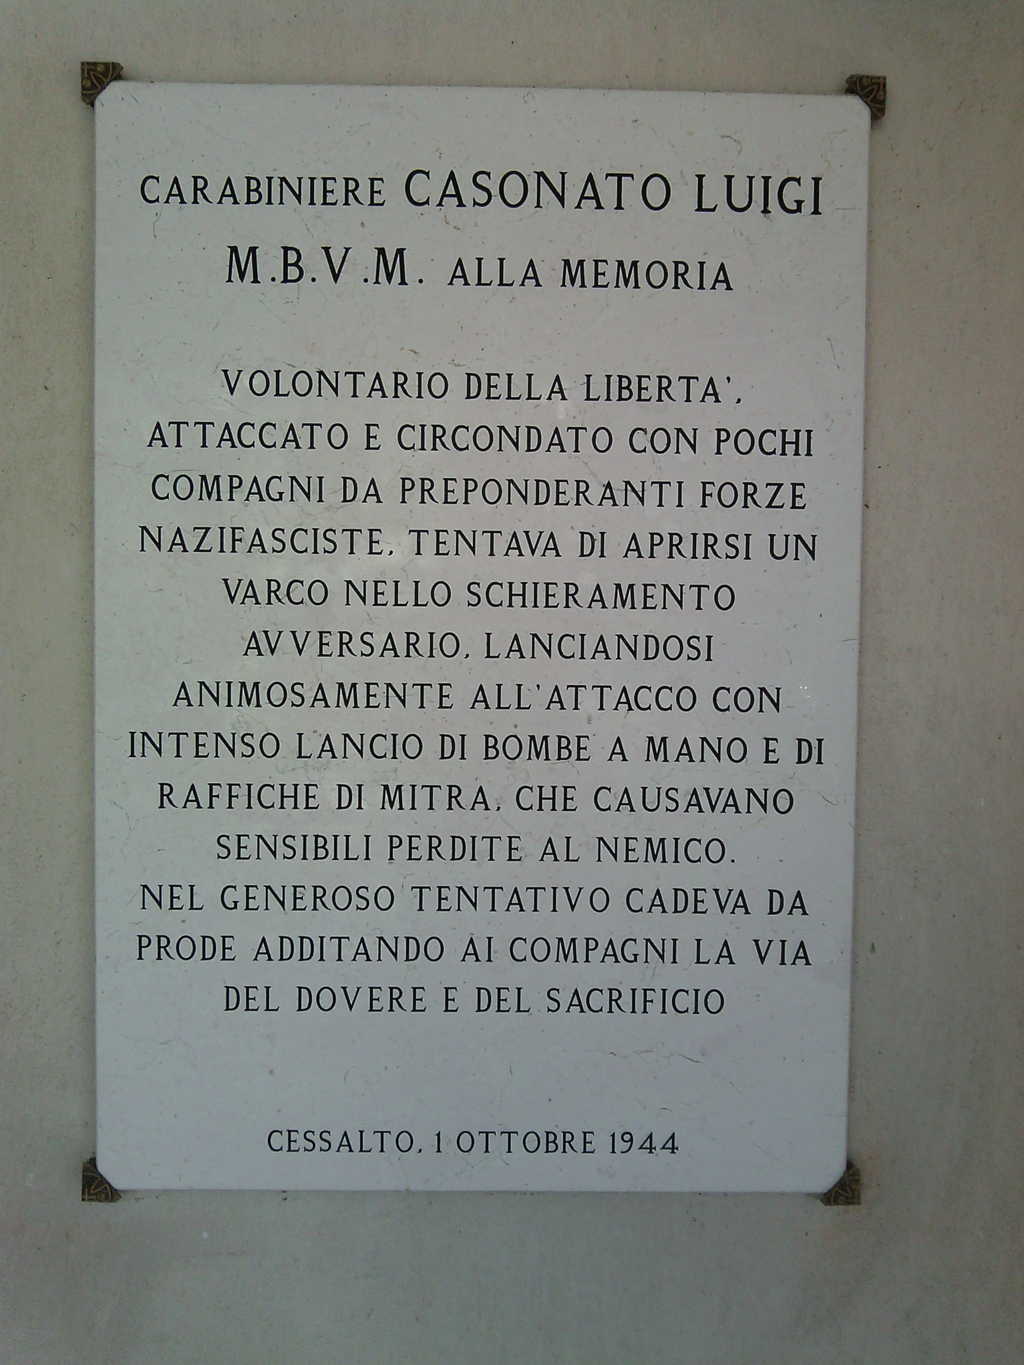 CARABINIERE CASONATO LUIGI
M.B.V.M. ALLA MEMORIA
VOLONTARIO DELLA LIBERTA',
ATTACCATO E CIRCONDATO CON POCHI
COMPAGNI DA PREPONDERANTI FORZE
NAZIFASCISTE, TENTAVA DI APRIRSI UN
VARCO NELLO SCHIERAMENTO
AVVERSARIO, LANCIANDOSI
ANIMOSAMENTE ALL'ATTACCO CON
INTENSO LANCIO DI BOMBE A MANO E DI
RAFFICHE DI MITRA, CHE CAUSAVANO
SENSIBILI PERDITE AL NEMICO.
NEL GENEROSO TENTATIVO CADEVA DA
PRODE ADDITANDO AI COMPAGNI LA VIA
DEL DOVERE E DEL SACRIFICIO
CESSALTO, 1 OTTOBRE 1944